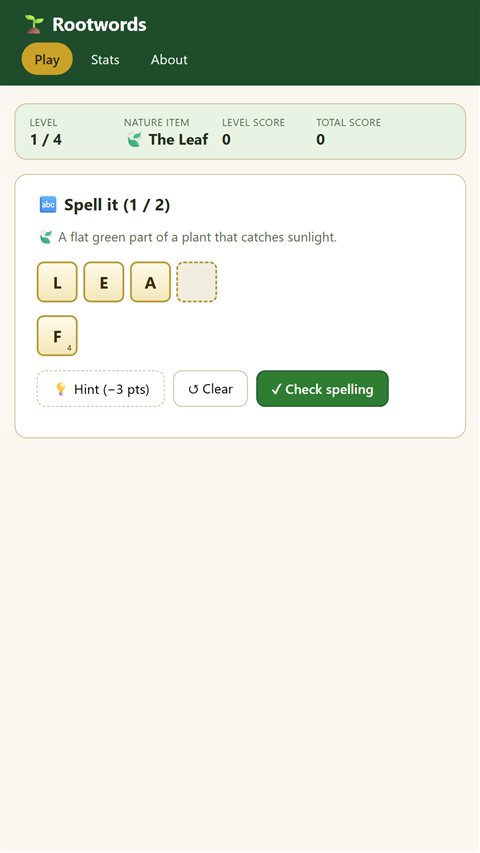 Rootwords
Play Stats About
LEVEL NATURE ITEM LEVEL SCORE TOTAL SCORE
1 / 4 The Leaf 0 0
abc Spell it (1 / 2)
A flat green part of a plant that catches sunlight.
L E A
F 4
Hint (−3 pts) ↺ Clear ✓ Check spelling